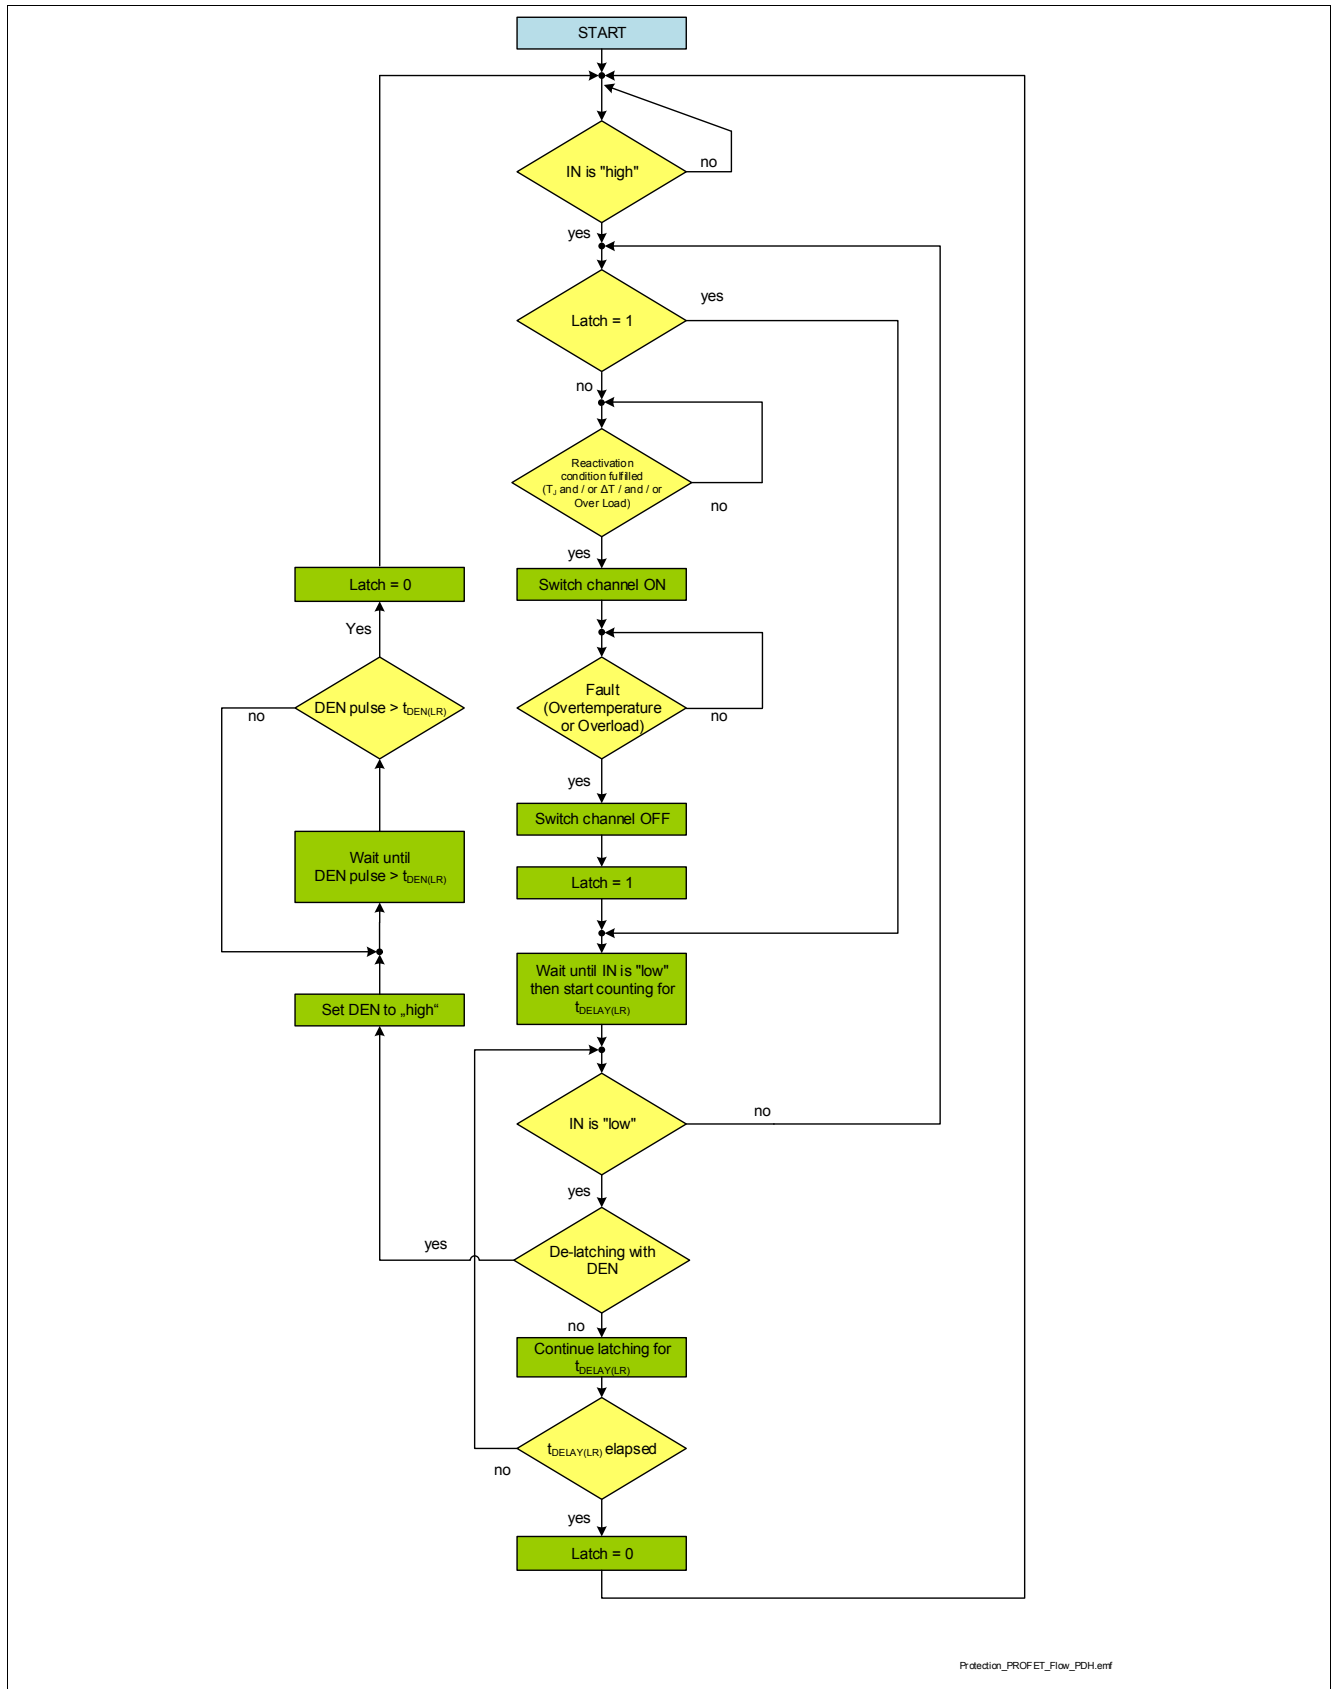 START
IN is "high"
no
yes
Latch = 1
yes
no
Reactivation
condition fulfilled
(TJ and / or ΔT / and / or
Over Load)
no
yes
Switch channel ON
Fault
(Overtemperature
or Overload)
no
yes
Switch channel OFF
Latch = 1
Wait until IN is "low"
then start counting for
tDELAY(LR)
IN is "low"
no
yes
De-latching with
DEN
yes
no
Continue latching for
tDELAY(LR)
tDELAY(LR) elapsed
no
yes
Latch = 0
Set DEN to „high“
Wait until
DEN pulse > tDEN(LR)
DEN pulse > tDEN(LR)
no
Yes
Latch = 0
Protection_PROFET_Flow_PDH.emf